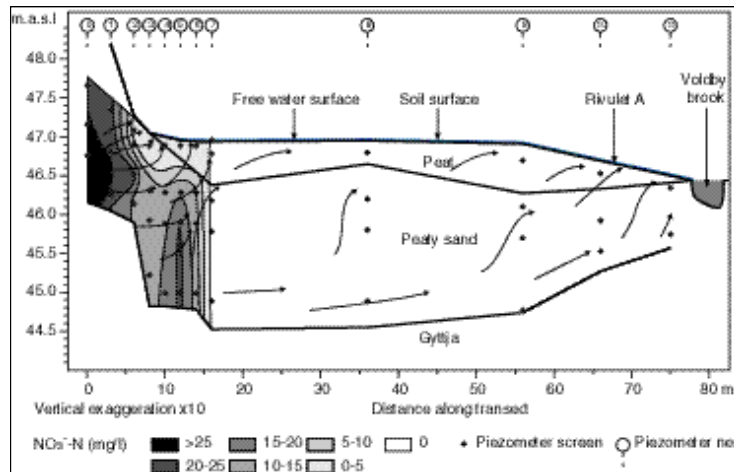 m.a.s.l
48.0
47.5
47.0
46.5
46.0
45.5
45.0
44.5
Free water surface
Soil surface
Rivulet A
Voldby
brook
Peat
Peaty sand
Gyttja
0 10 20 30 40 50 60 70 80 m
Vertical exaggeration x10
Distance along transect
NO₃⁻-N (mg/l)
>25
15-20
5-10
0
Piezometer screen
Piezometer ne
20-25
10-15
0-5